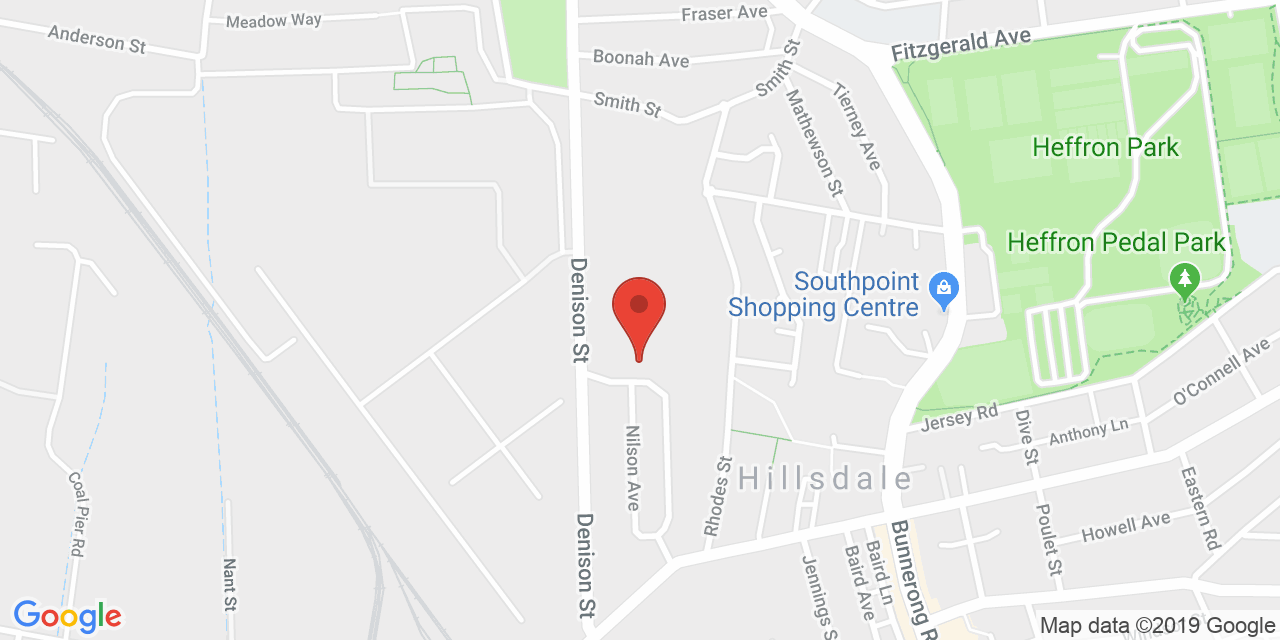 Meadow Way
Fraser Ave
Anderson St
Fitzgerald Ave
Boonah Ave
Smith St
Smith St
Mathewson St
Tierney Ave
Heffron Park
Heffron Pedal Park
Denison St
Southpoint
Shopping Centre
O'Connell Ave
Jersey Rd
Anthony Ln
Dive St
Nilson Ave
Rhodes St
Hillsdale
Coal Pier Rd
Eastern Rd
Howell Ave
Poulet St
Denison St
Bunnerong R
Baird Ln
Baird Ave
Jennings S
Nant St
Google
Map data ©2019 Google